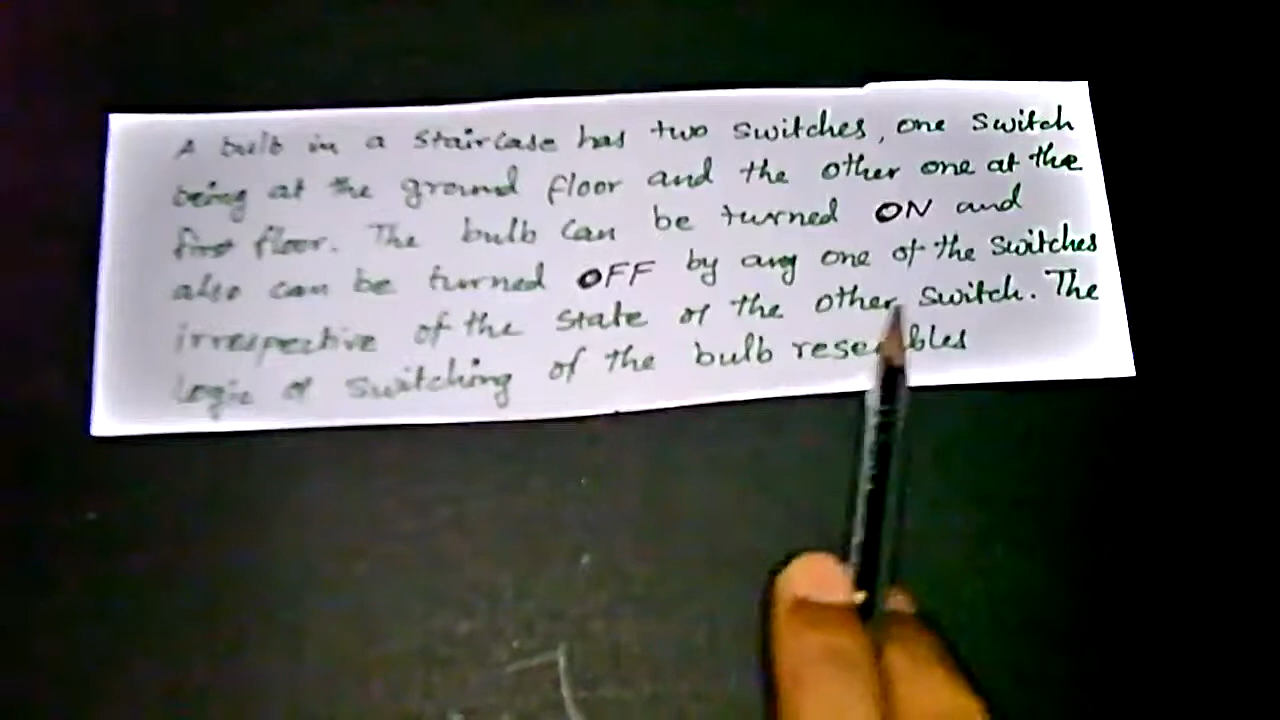 A bulb in a staircase has two switches, one switch
being at the ground floor and the other one at the
first floor. The bulb can be turned ON and
also can be turned OFF by any one of the switches
irrespective of the state of the other switch. The
logic of switching of the bulb resembles